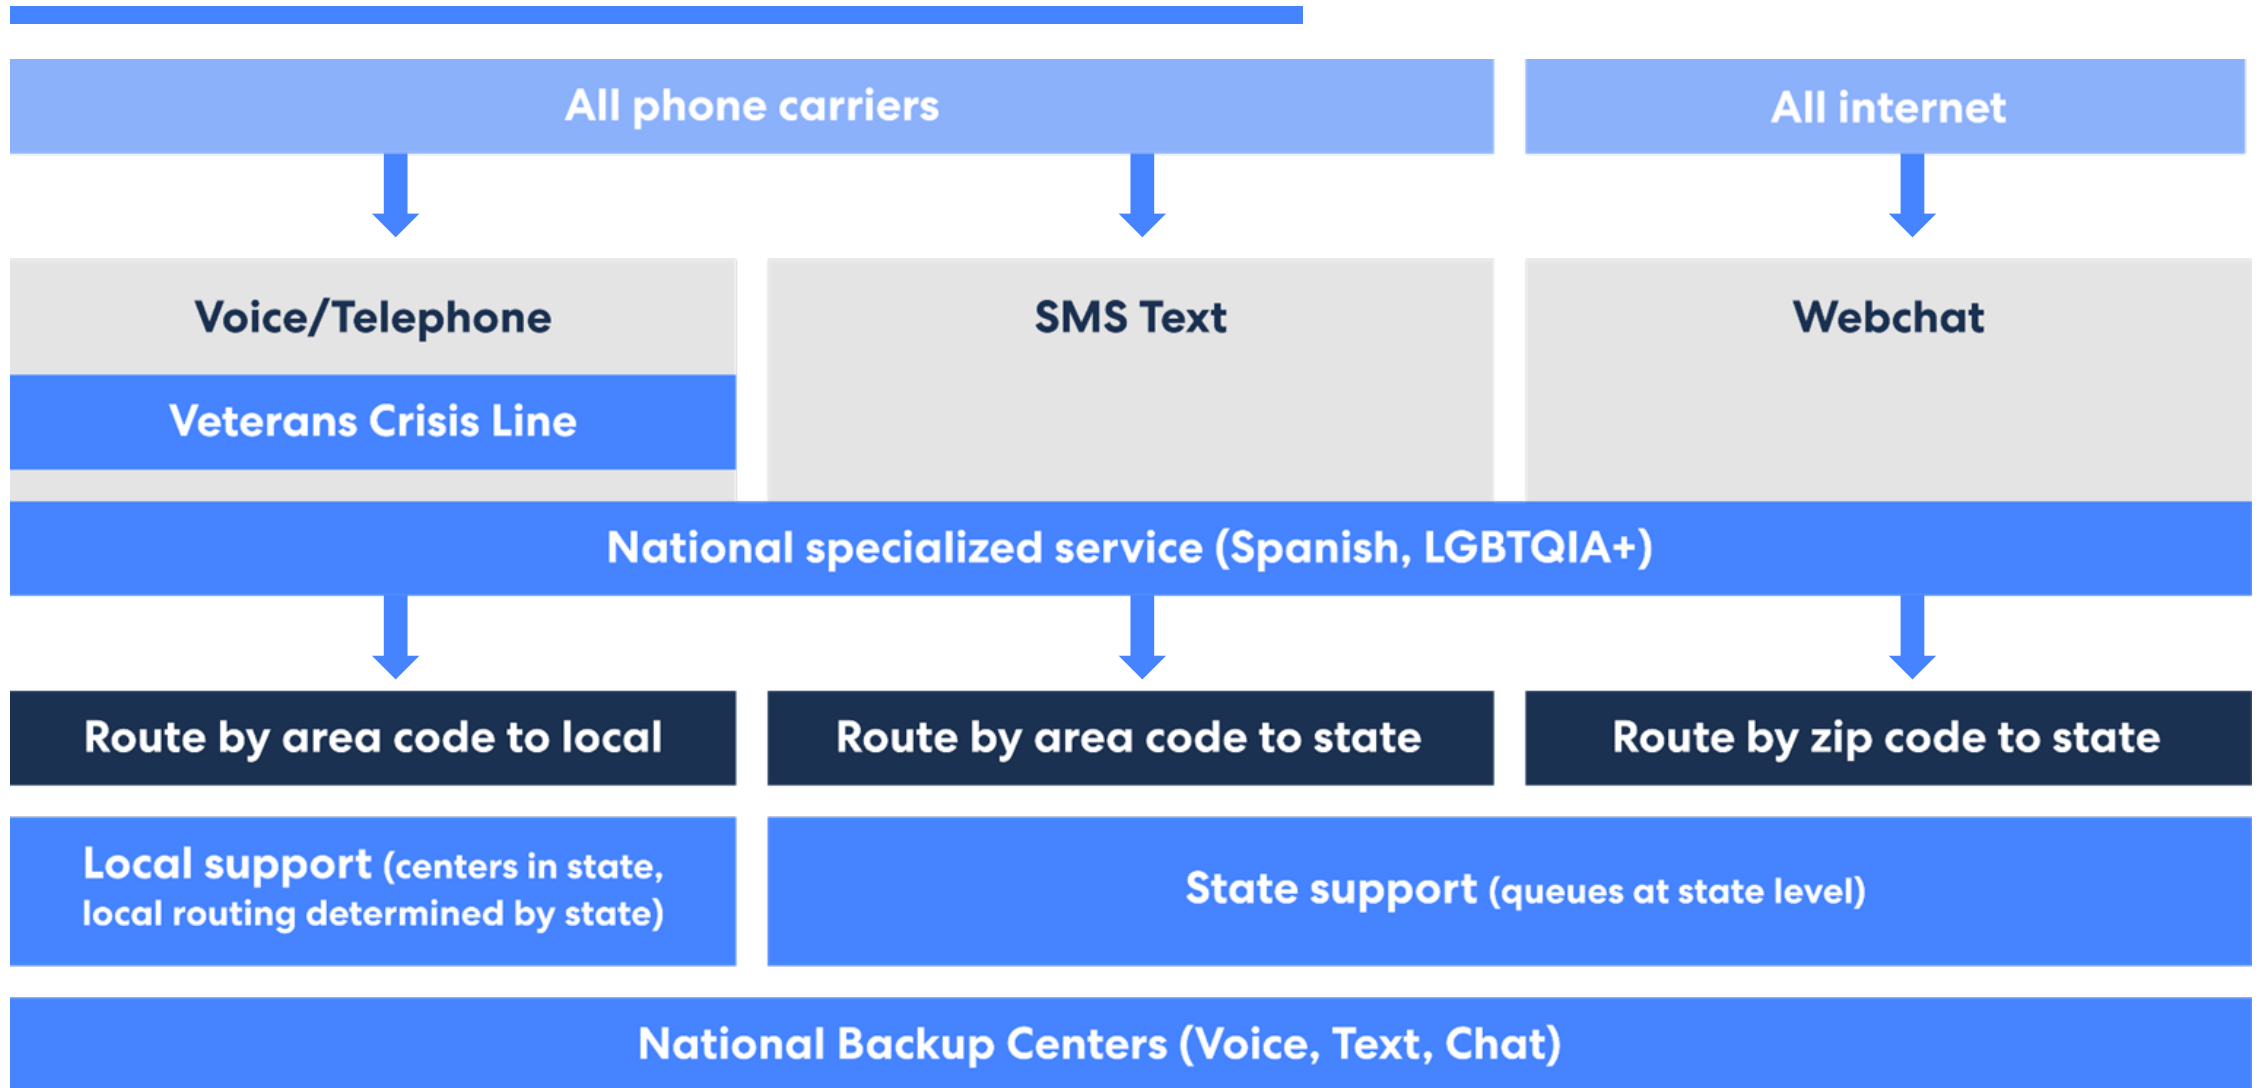 All phone carriers
All internet
Voice/Telephone
SMS Text
Webchat
Veterans Crisis Line
National specialized service (Spanish, LGBTQIA+)
Route by area code to local
Route by area code to state
Route by zip code to state
Local support (centers in state,
local routing determined by state)
State support (queues at state level)
National Backup Centers (Voice, Text, Chat)